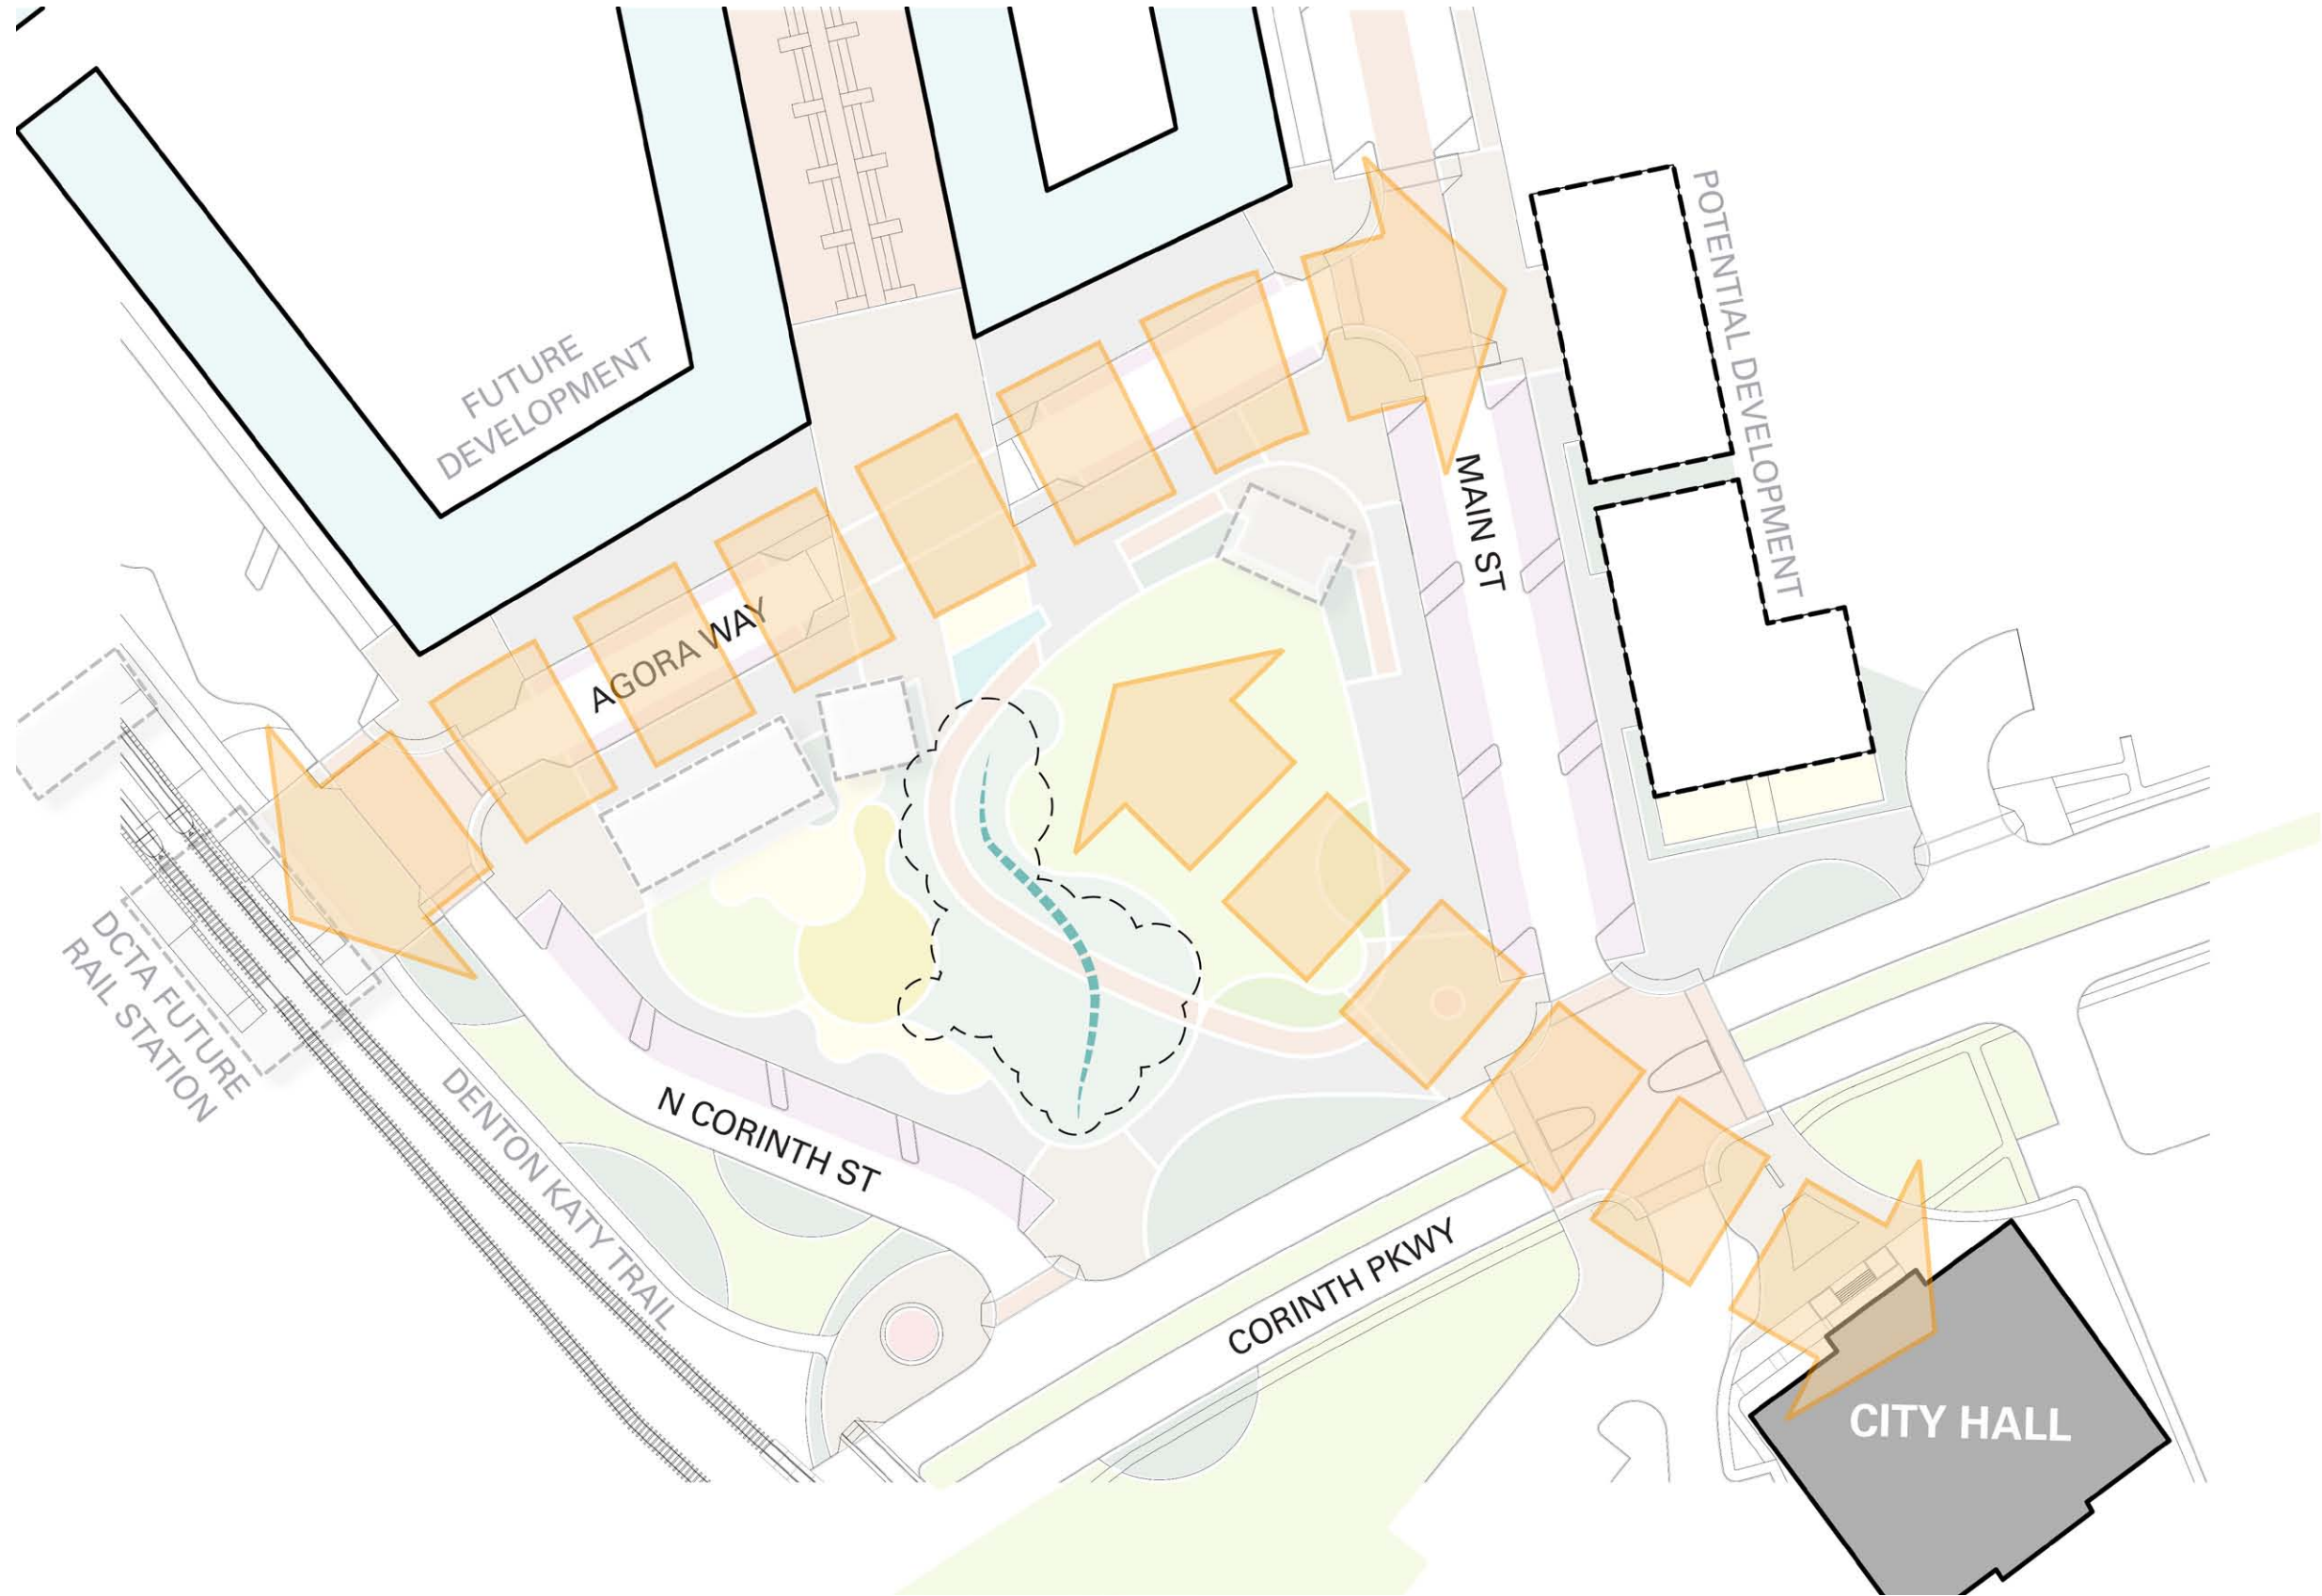 FUTURE
DEVELOPMENT
POTENTIAL DEVELOPMENT
MAIN ST
AGORA WAY
DCTA FUTURE
RAIL STATION
DENTON KATY TRAIL
N CORINTH ST
CORINTH PKWY
CITY HALL